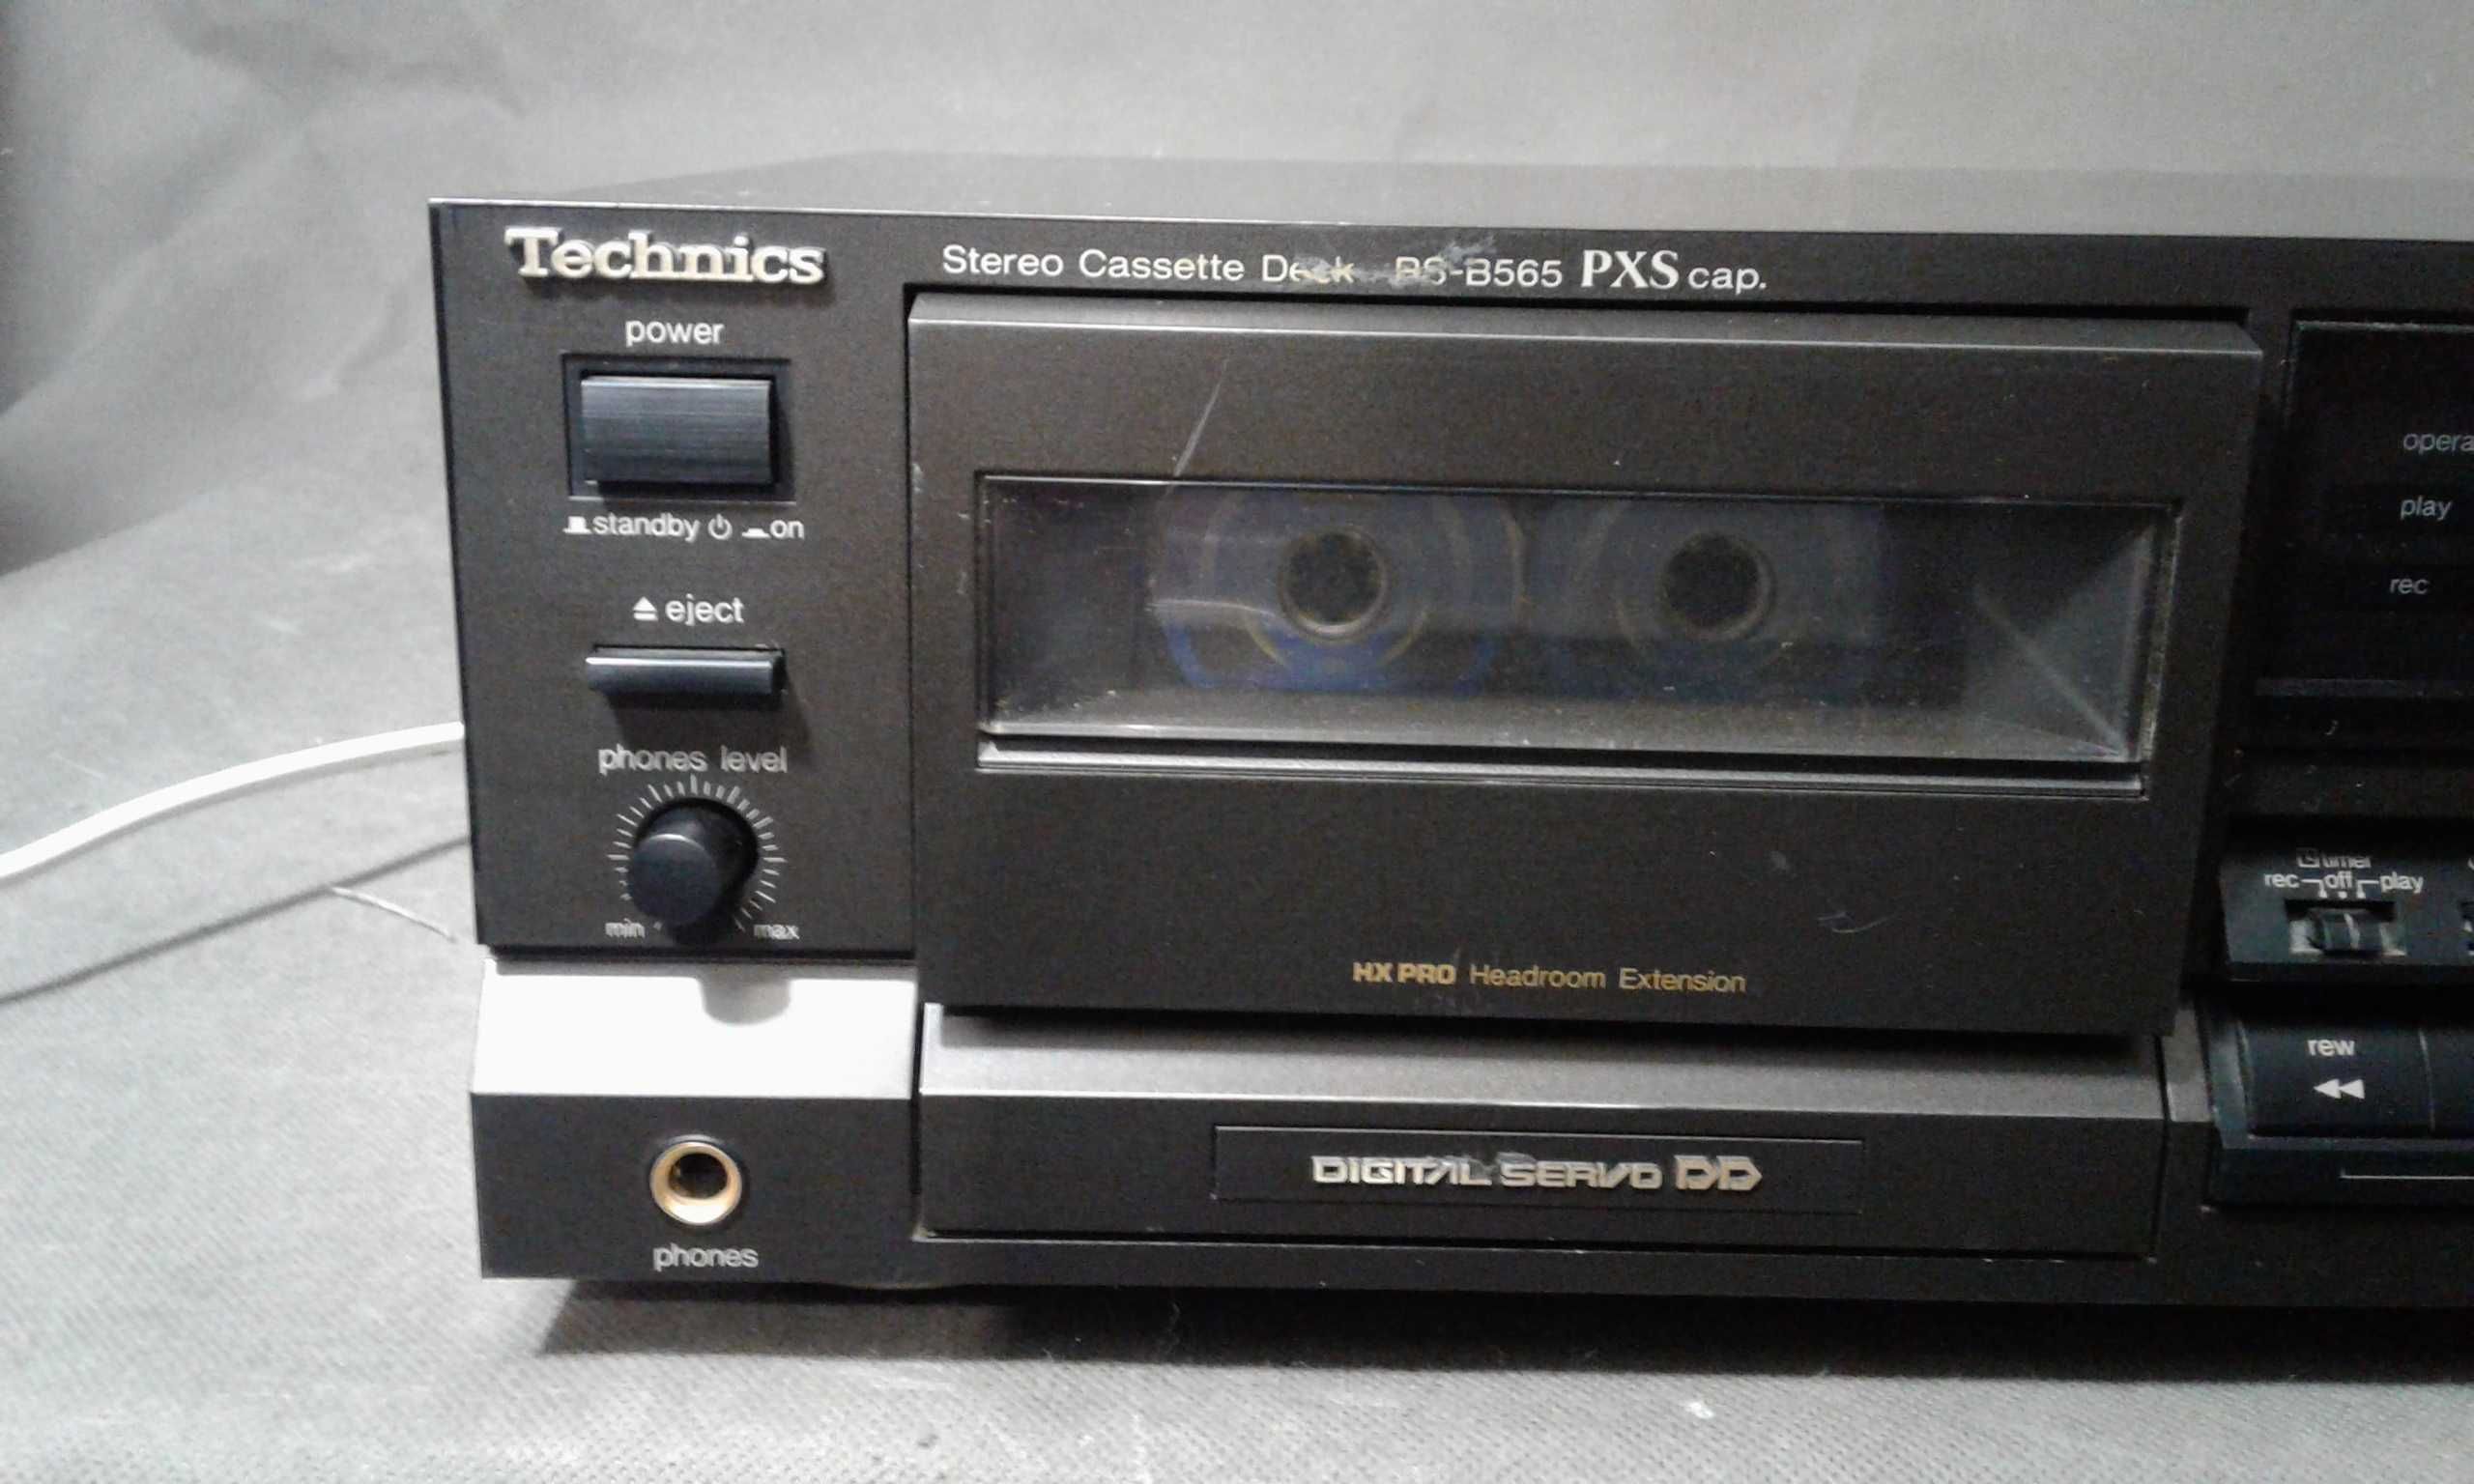 Technics
Stereo Cassette Deck RS-B565 PXS cap.
power
standby on
eject
phones level
min max
phones
HX PRO Headroom Extension
DIGITAL SERVO DD
play
rec
timer
rec off play
rew